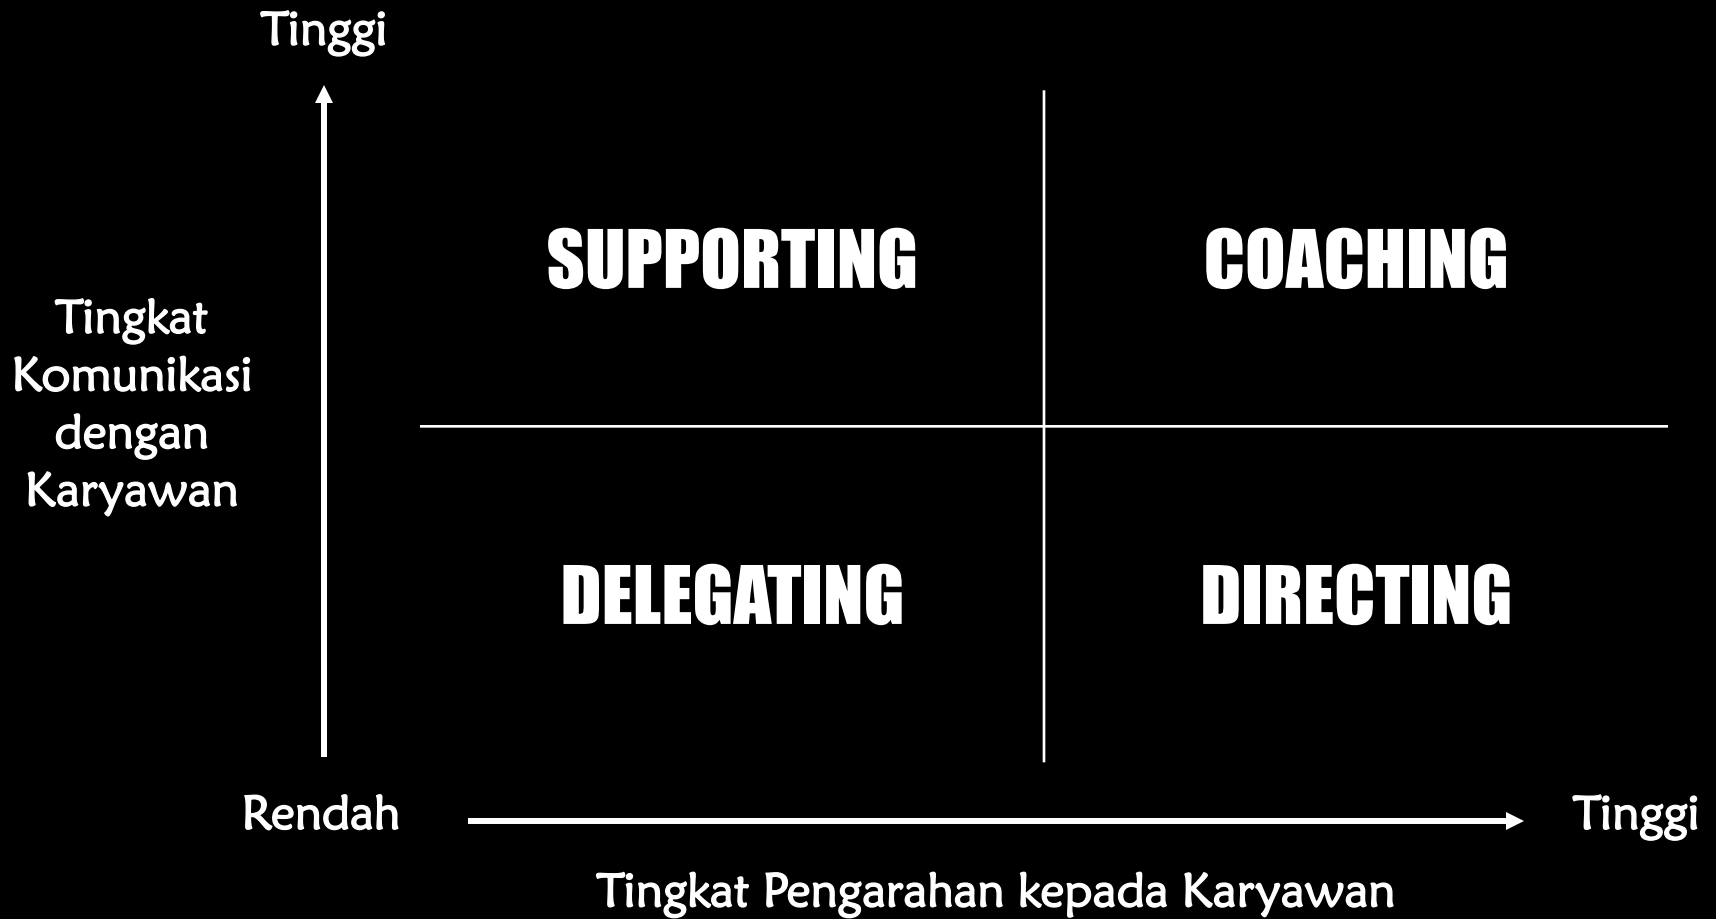 Tinggi
SUPPORTING
COACHING
Tingkat
Komunikasi
dengan
Karyawan
DELEGATING
DIRECTING
Rendah
Tinggi
Tingkat Pengarahan kepada Karyawan